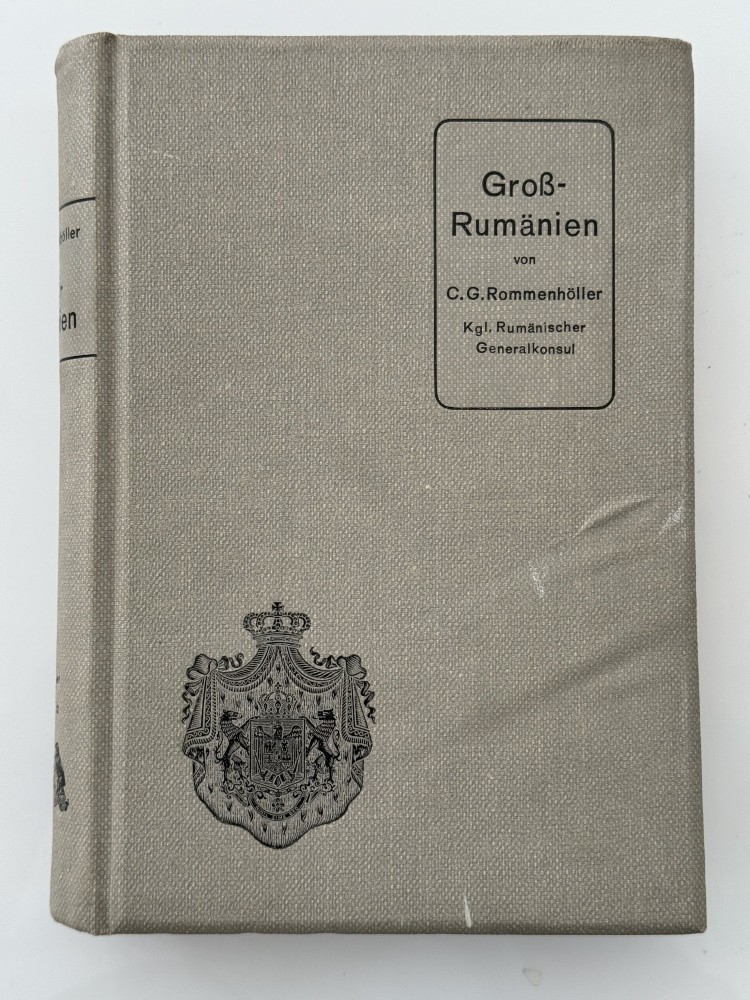 Groß-
Rumänien
von
C.G.Rommenhöller
Kgl. Rumänischer
Generalkonsul